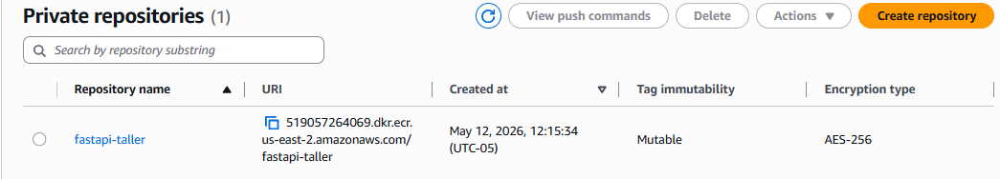 Private repositories (1)
View push commands
Delete
Actions
Create repository
Search by repository substring
Repository name
URI
Created at
Tag immutability
Encryption type
fastapi-taller
519057264069.dkr.ecr.
us-east-2.amazonaws.com/
fastapi-taller
May 12, 2026, 12:15:34
(UTC-05)
Mutable
AES-256